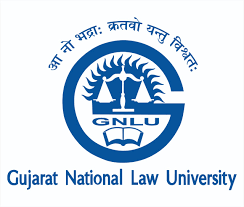 आ नो भद्राः क्रतवो यन्तु विश्वतः
GNLU
Gujarat National Law University